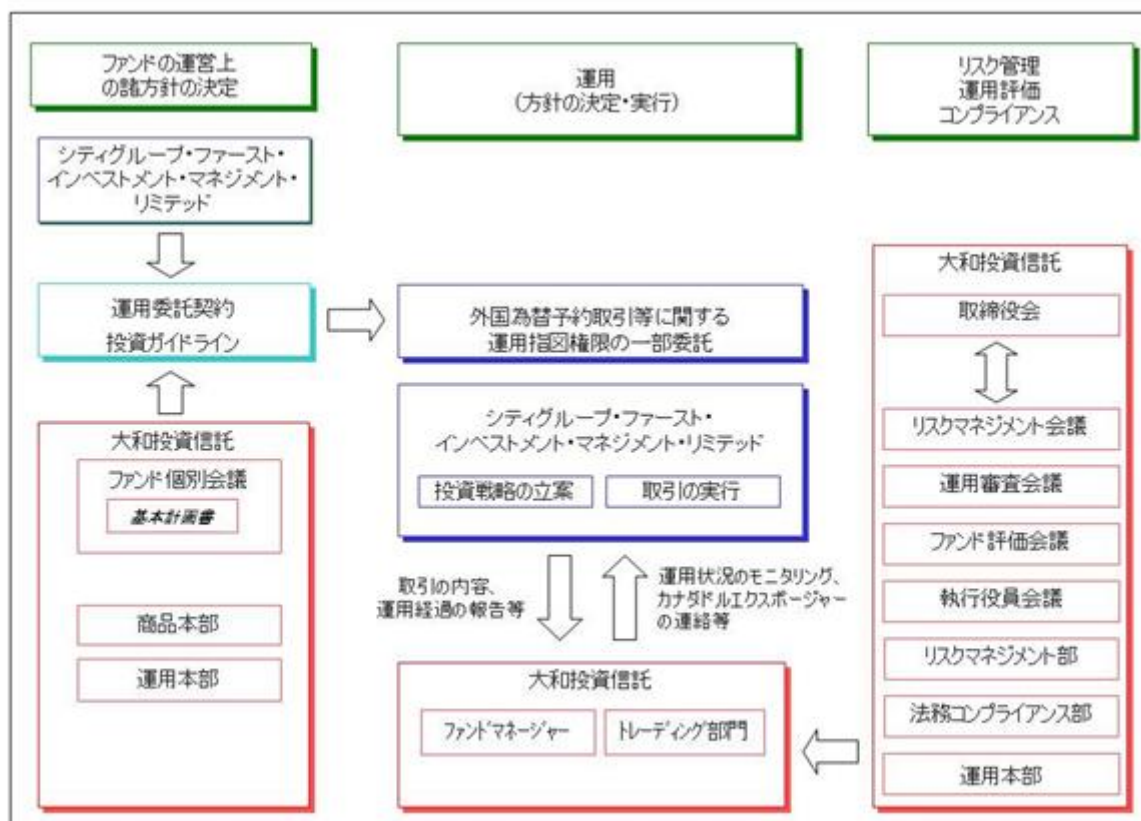 ファンドの運営上
の諸方針の決定
運用
(方針の決定・実行)
リスク管理
運用評価
コンプライアンス
シティグループ・ファースト・
インベストメント・マネジメント・
リミテッド
運用委託契約
投資ガイドライン
外国為替予約取引等に関する
運用指図権限の一部委託
シティグループ・ファースト・
インベストメント・マネジメント・リミテッド
投資戦略の立案
取引の実行
大和投資信託
ファンド個別会議
基本計画書
商品本部
運用本部
取引の内容、
運用経過の報告等
運用状況のモニタリング、
カナダドルエクスポージャー
の連絡等
大和投資信託
ファンドマネージャー
トレーディング部門
大和投資信託
取締役会
リスクマネジメント会議
運用審査会議
ファンド評価会議
執行役員会議
リスクマネジメント部
法務コンプライアンス部
運用本部